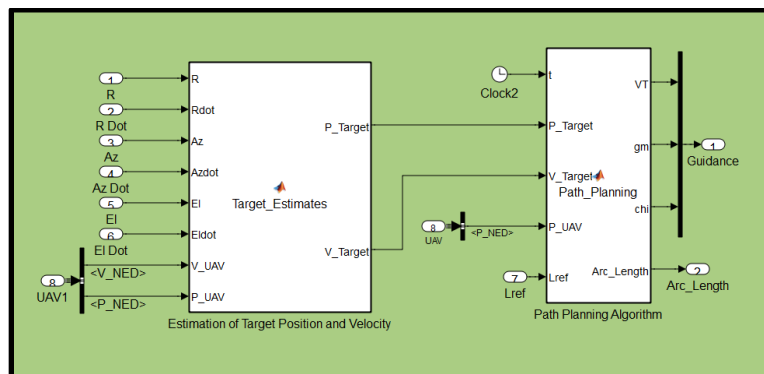 1
R
2
R Dot
3
Az
4
Az Dot
5
El
6
El Dot
8
UAV1
<V_NED>
<P_NED>
R
Rdot
Az
Azdot
El
Eldot
V_UAV
P_UAV
Target_Estimates
P_Target
V_Target
Estimation of Target Position and Velocity
Clock2
8
UAV
<P_NED>
7
Lref
t
P_Target
V_Target
Path_Planning
P_UAV
Lref
VT
gm
chi
Arc_Length
Path Planning Algorithm
1
Guidance
2
Arc_Length